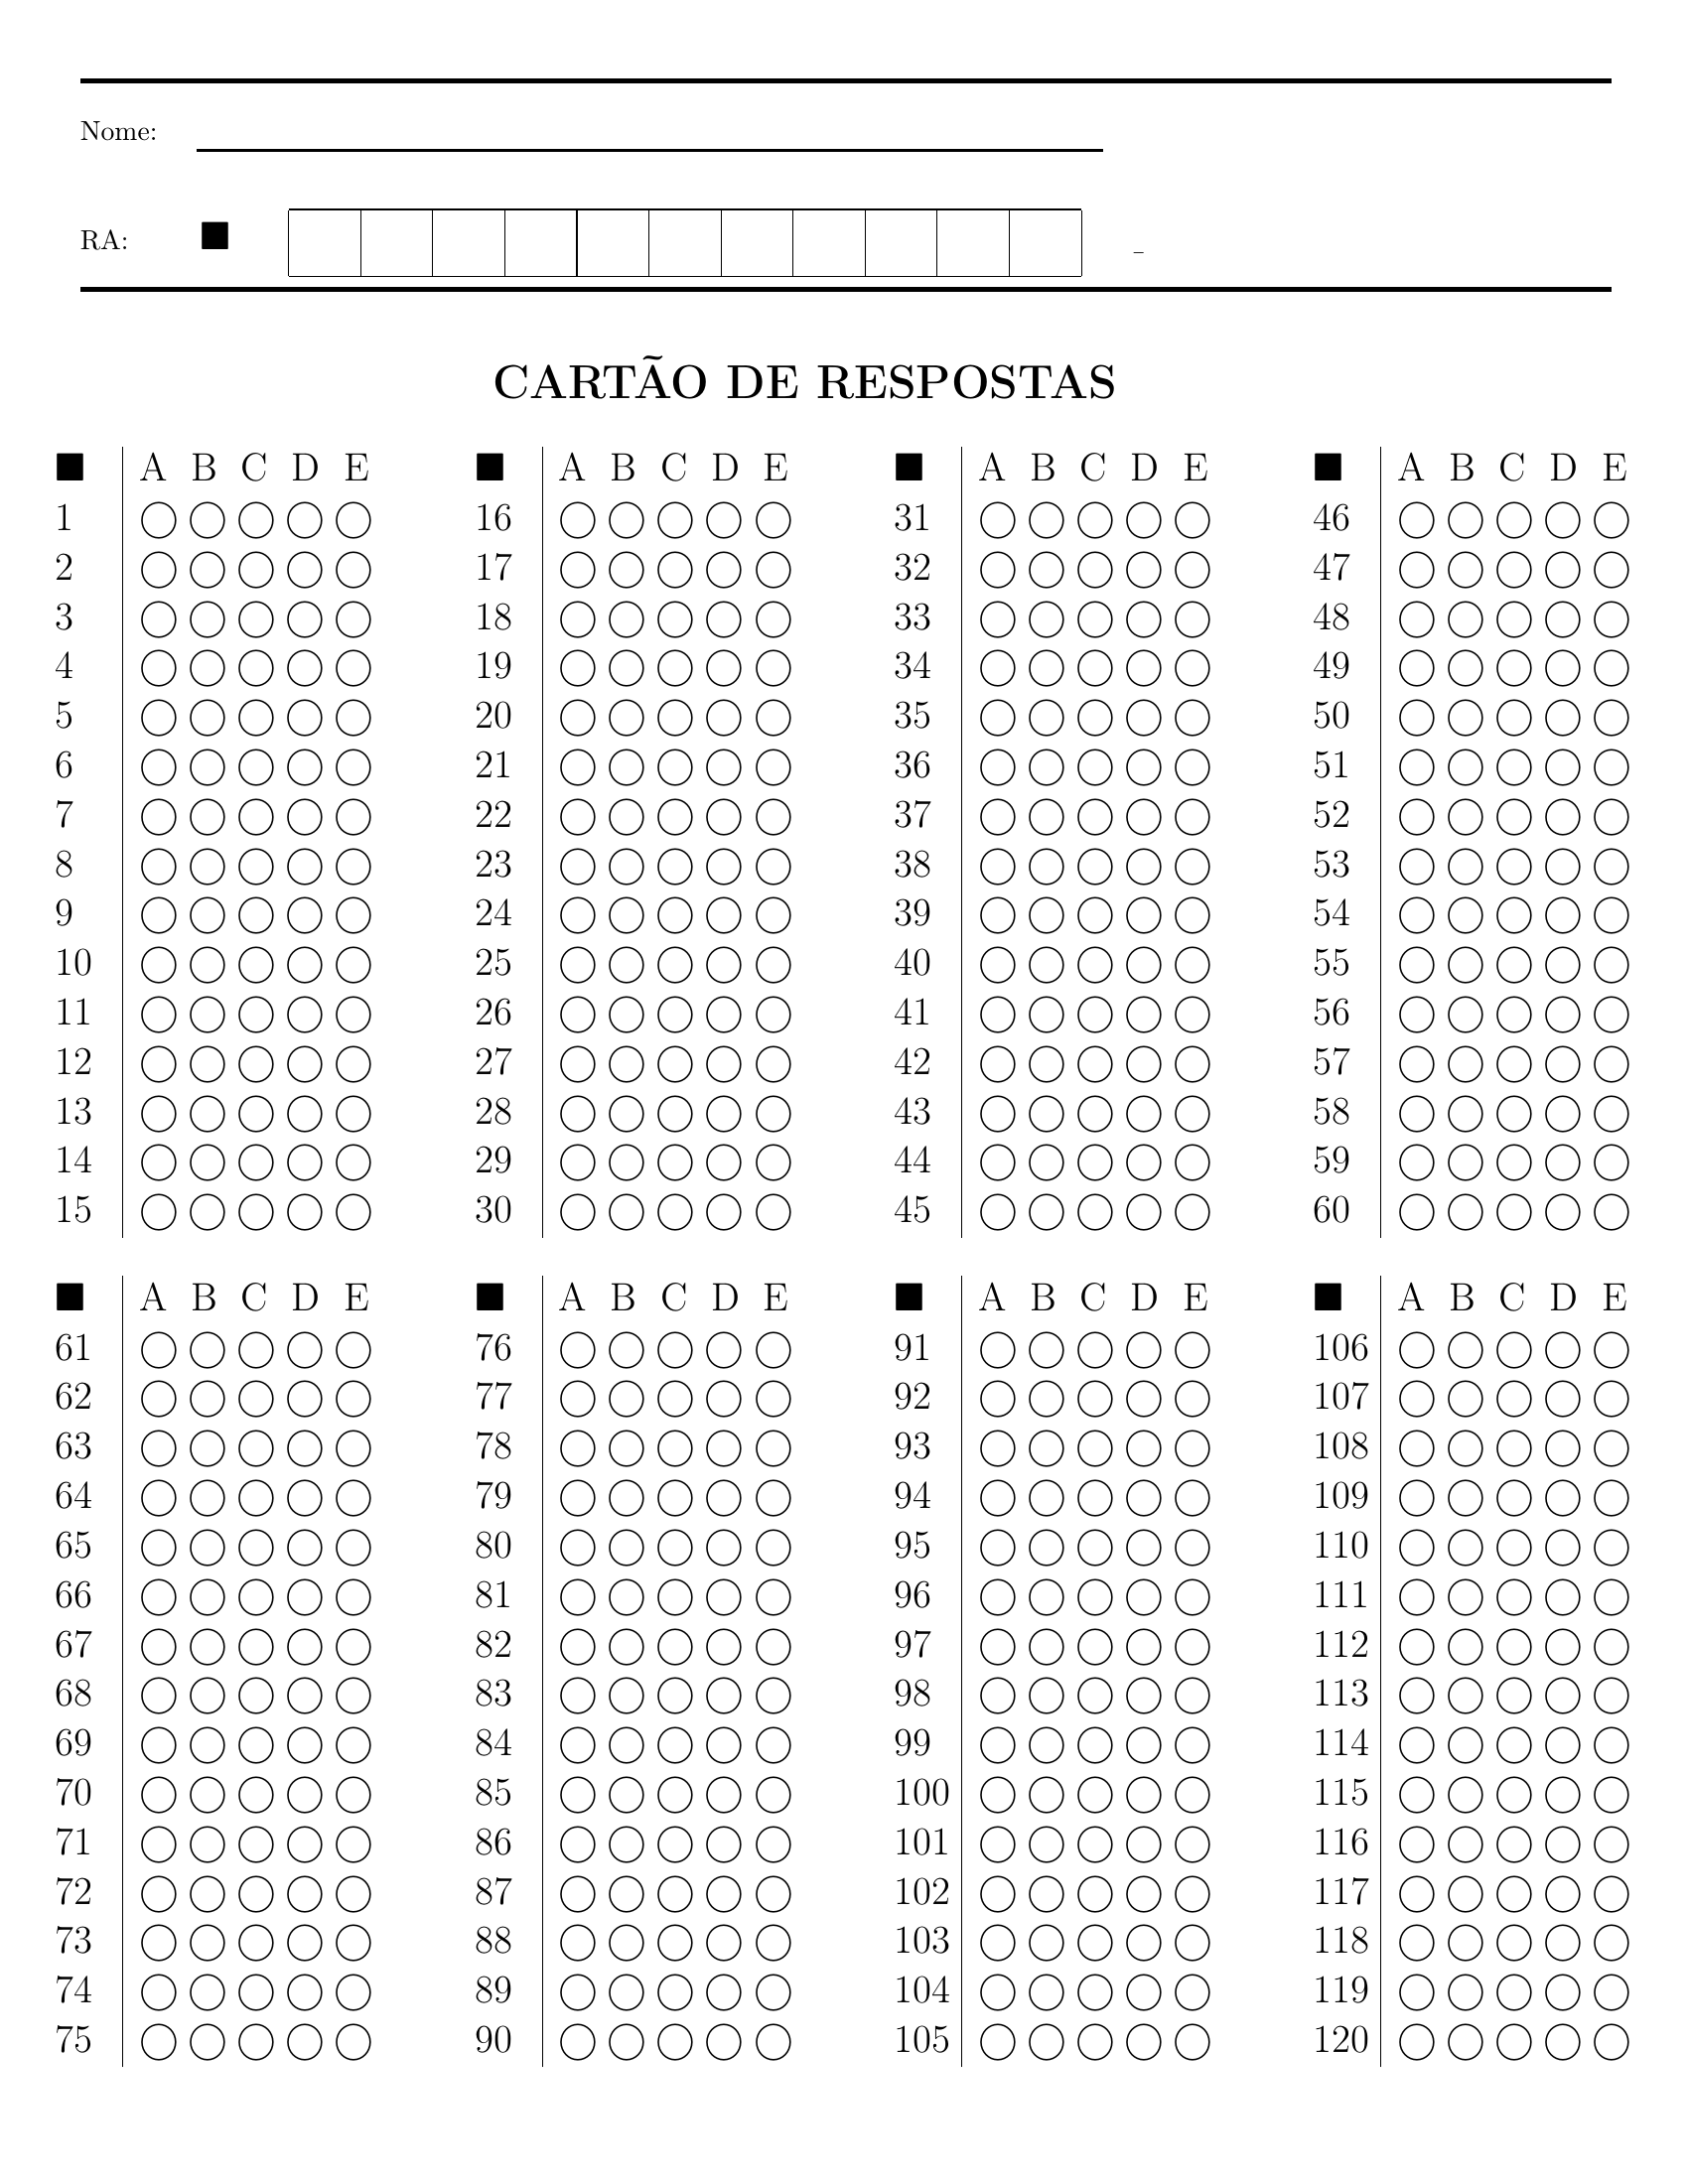 Nome:
RA:
_
CARTÃO DE RESPOSTAS
A B C D E A B C D E A B C D E A B C D E
1 16 31 46
2 17 32 47
3 18 33 48
4 19 34 49
5 20 35 50
6 21 36 51
7 22 37 52
8 23 38 53
9 24 39 54
10 25 40 55
11 26 41 56
12 27 42 57
13 28 43 58
14 29 44 59
15 30 45 60
A B C D E A B C D E A B C D E A B C D E
61 76 91 106
62 77 92 107
63 78 93 108
64 79 94 109
65 80 95 110
66 81 96 111
67 82 97 112
68 83 98 113
69 84 99 114
70 85 100 115
71 86 101 116
72 87 102 117
73 88 103 118
74 89 104 119
75 90 105 120